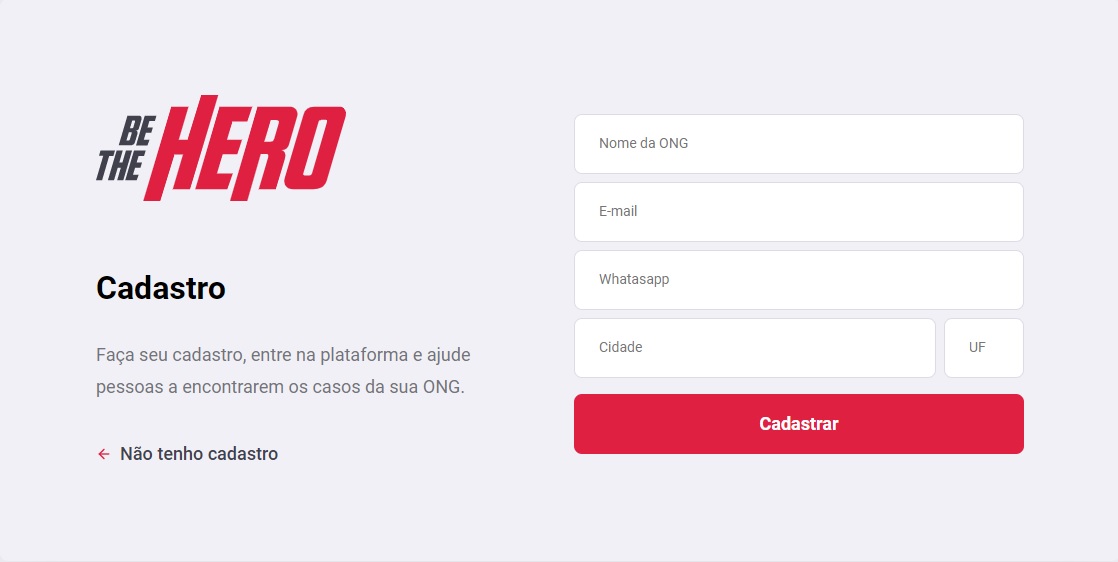 BE
THE
HERO
Cadastro
Faça seu cadastro, entre na plataforma e ajude
pessoas a encontrarem os casos da sua ONG.
Não tenho cadastro
Nome da ONG
E-mail
Whatasapp
Cidade
UF
Cadastrar